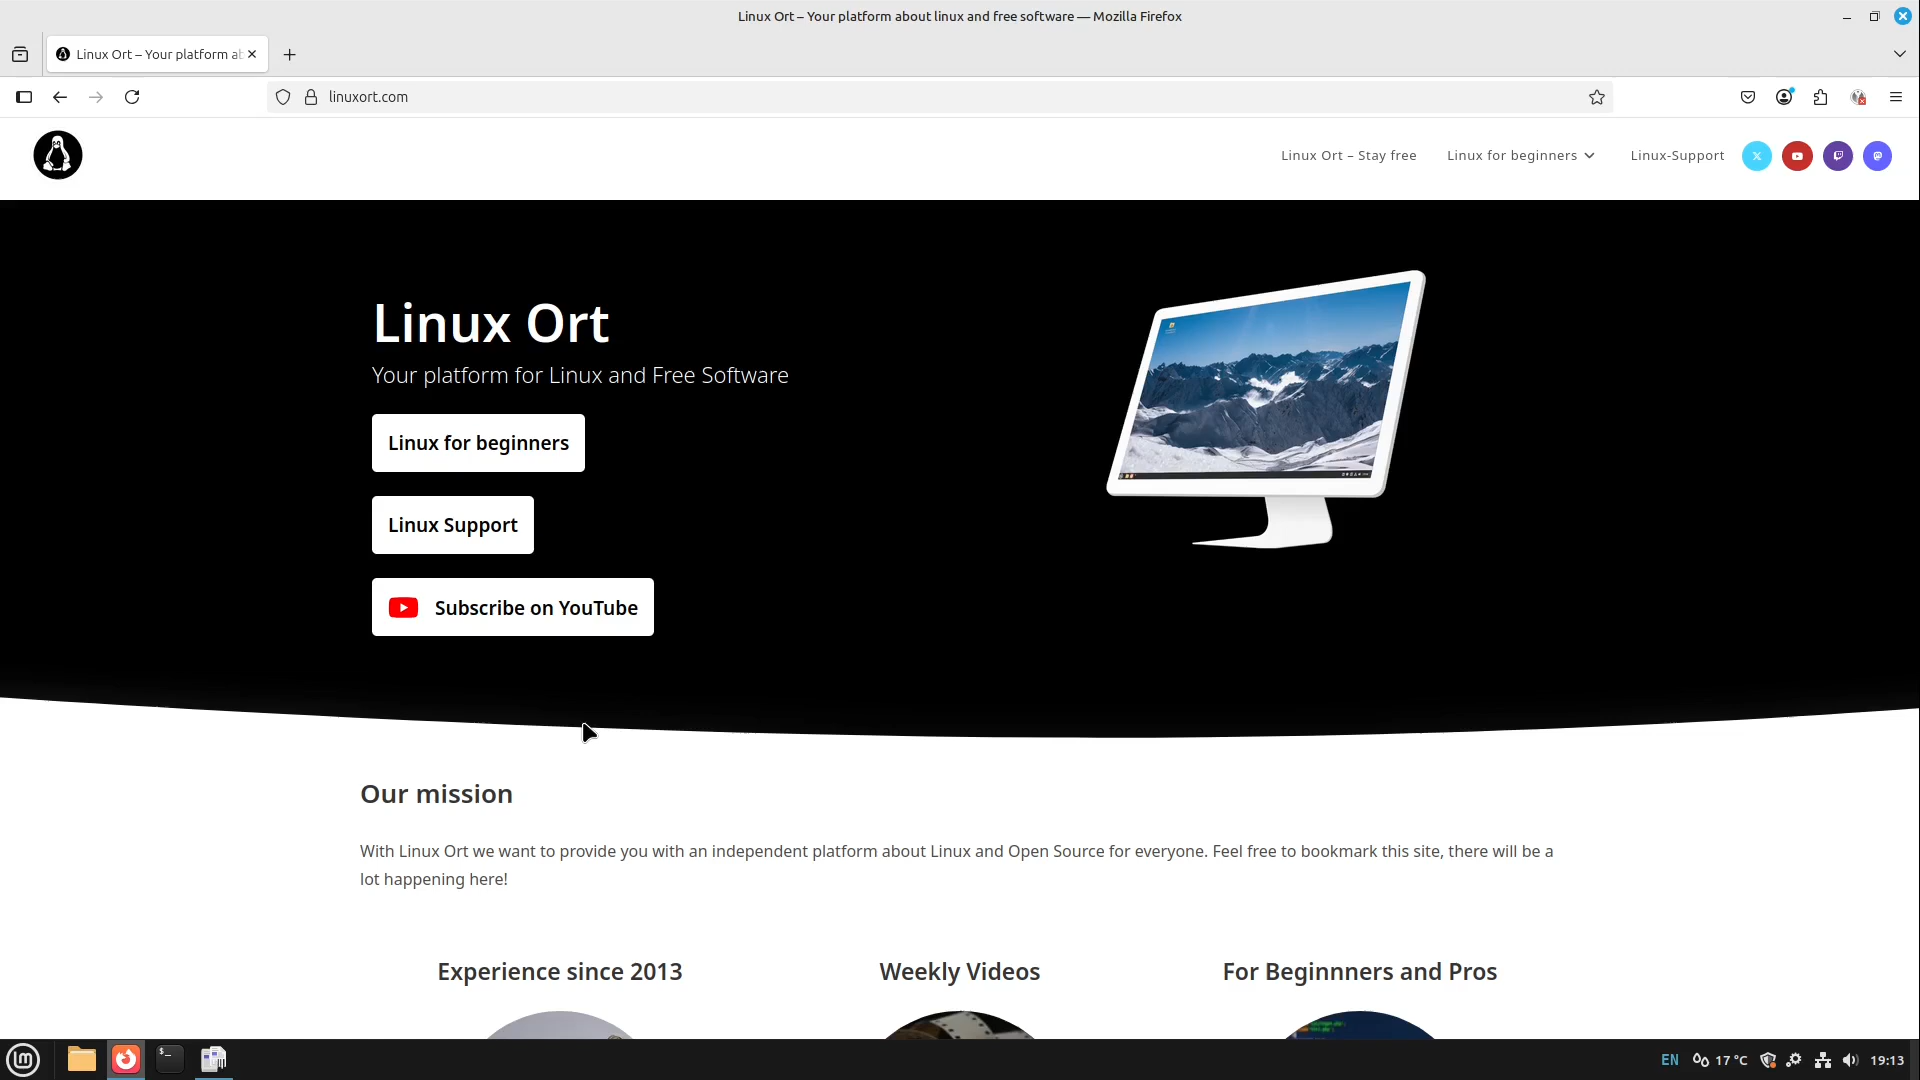 Linux Ort – Your platform about linux and free software — Mozilla Firefox
Linux Ort – Your platform ab
linuxort.com
Linux Ort – Stay free
Linux for beginners
Linux-Support
Linux Ort
Your platform for Linux and Free Software
Linux for beginners
Linux Support
Subscribe on YouTube
Our mission
With Linux Ort we want to provide you with an independent platform about Linux and Open Source for everyone. Feel free to bookmark this site, there will be a
lot happening here!
Experience since 2013
Weekly Videos
For Beginnners and Pros
EN
17 °C
19:13